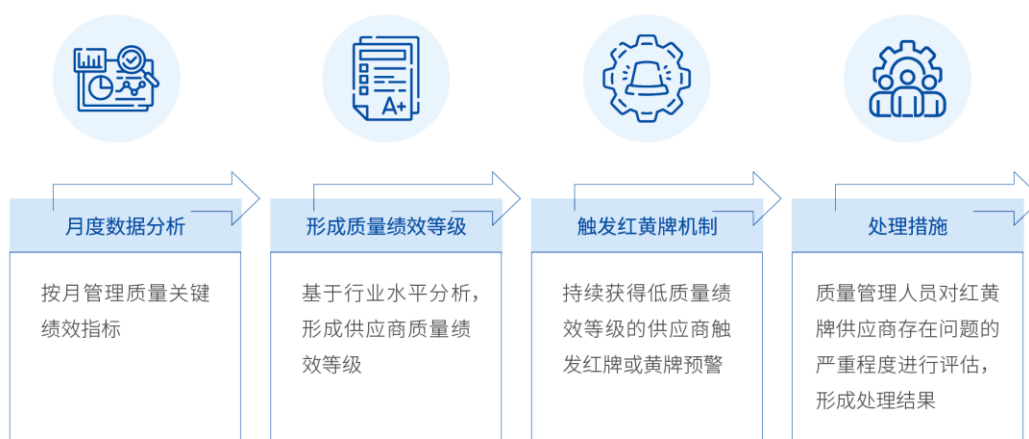 A+
月度数据分析
按月管理质量关键
绩效指标
形成质量绩效等级
基于行业水平分析，
形成供应商质量绩
效等级
触发红黄牌机制
持续获得低质量绩
效等级的供应商触
发红牌或黄牌预警
处理措施
质量管理人员对红黄
牌供应商存在问题的
严重程度进行评估，
形成处理结果